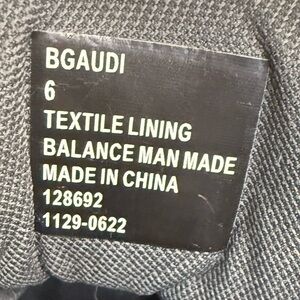 BGAUDI
6
TEXTILE LINING
BALANCE MAN MADE
MADE IN CHINA
128692
1129-0622